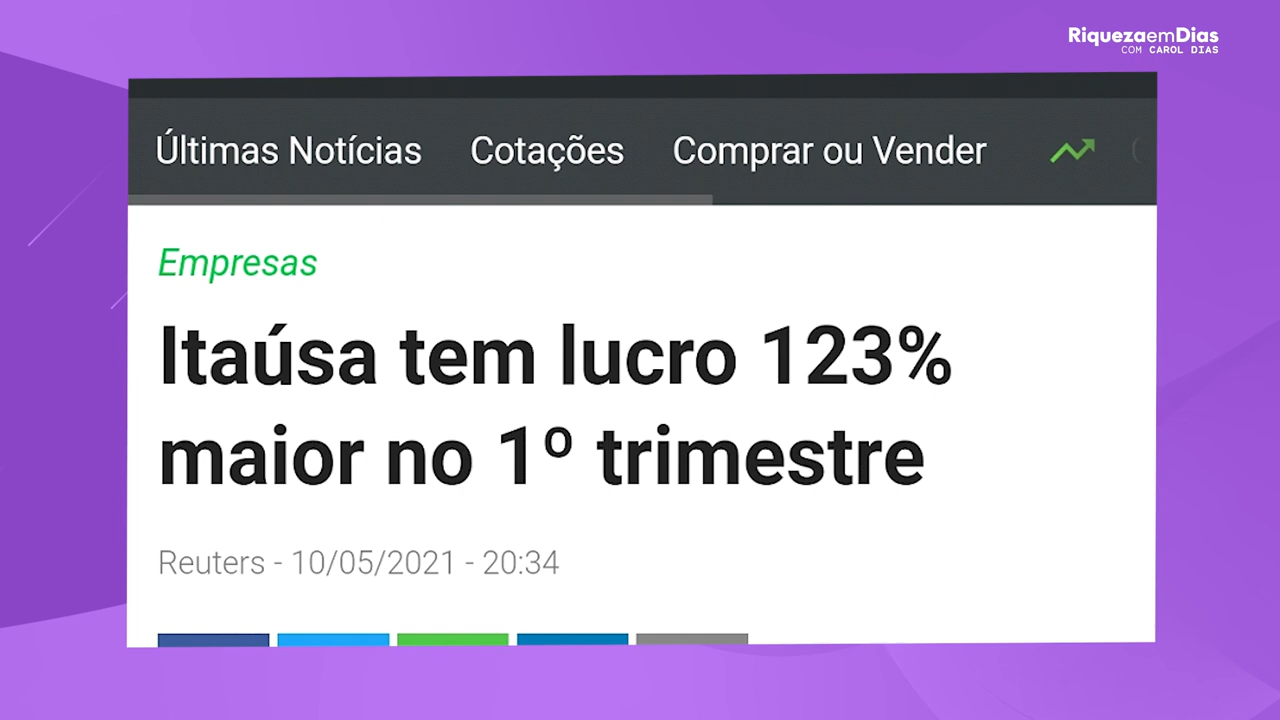 RiquezaemDias
COM CAROL DIAS
Últimas Notícias Cotações Comprar ou Vender
Empresas
Itaúsa tem lucro 123%
maior no 1º trimestre
Reuters - 10/05/2021 - 20:34